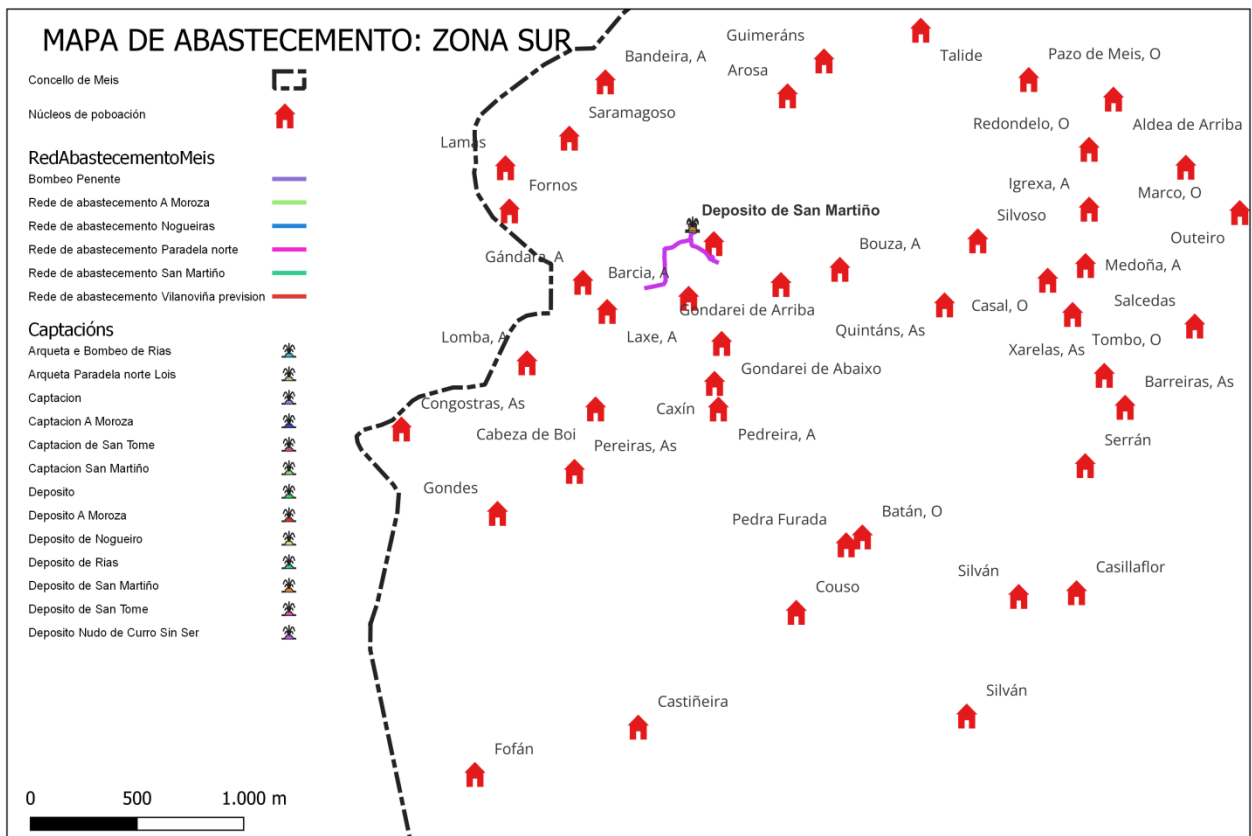 MAPA DE ABASTECEMENTO: ZONA SUR
Concello de Meis
Núcleos de poboación
RedAbastecementoMeis
Bombeo Penente
Rede de abastecemento A Moroza
Rede de abastecemento Nogueiras
Rede de abastecemento Paradela norte
Rede de abastecemento San Martiño
Rede de abastecemento Vilanoviña prevision
Captacións
Arqueta e Bombeo de Rias
Arqueta Paradela norte Lois
Captacion
Captacion A Moroza
Captacion de San Tome
Captacion San Martiño
Deposito
Deposito A Moroza
Deposito de Nogueiro
Deposito de Rias
Deposito de San Martiño
Deposito de San Tome
Deposito Nudo de Curro Sin Ser
0 500 1.000 m
Guimeráns
Bandeira, A
Arosa
Talide
Pazo de Meis, O
Saramagoso
Redondelo, O
Aldea de Arriba
Lamas
Fornos
Igrexa, A
Marco, O
Deposito de San Martiño
Silvoso
Outeiro
Gándara, A
Barcia, A
Bouza, A
Medoña, A
Gondarei de Arriba
Casal, O
Salcedas
Lomba, A
Laxe, A
Quintáns, As
Xarelas, As
Tombo, O
Gondarei de Abaixo
Barreiras, As
Congostras, As
Caxín
Cabeza de Boi
Pereiras, As
Pedreira, A
Serrán
Gondes
Pedra Furada
Batán, O
Couso
Silván
Casillaflor
Castiñeira
Silván
Fofán